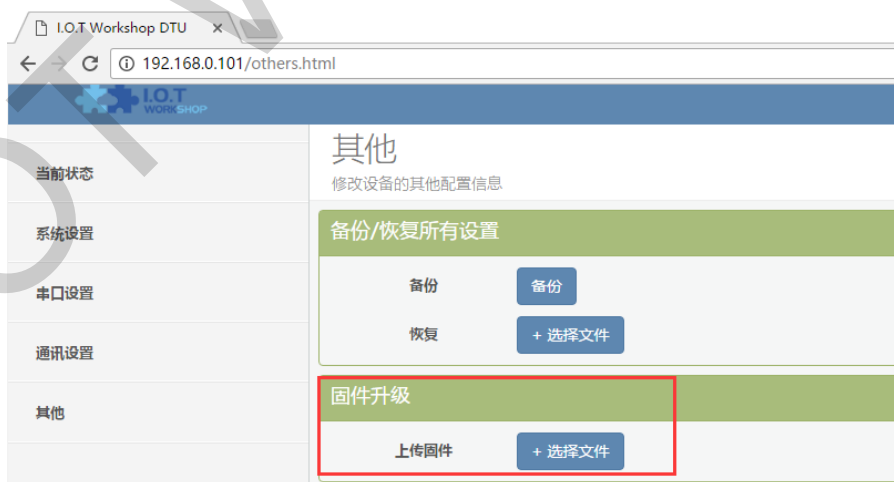 I.O.T Workshop DTU
192.168.0.101/others.html
I.O.T
WORKSHOP
当前状态
系统设置
串口设置
通讯设置
其他
其他
修改设备的其他配置信息
备份/恢复所有设置
备份 备份
恢复 + 选择文件
固件升级
上传固件 + 选择文件